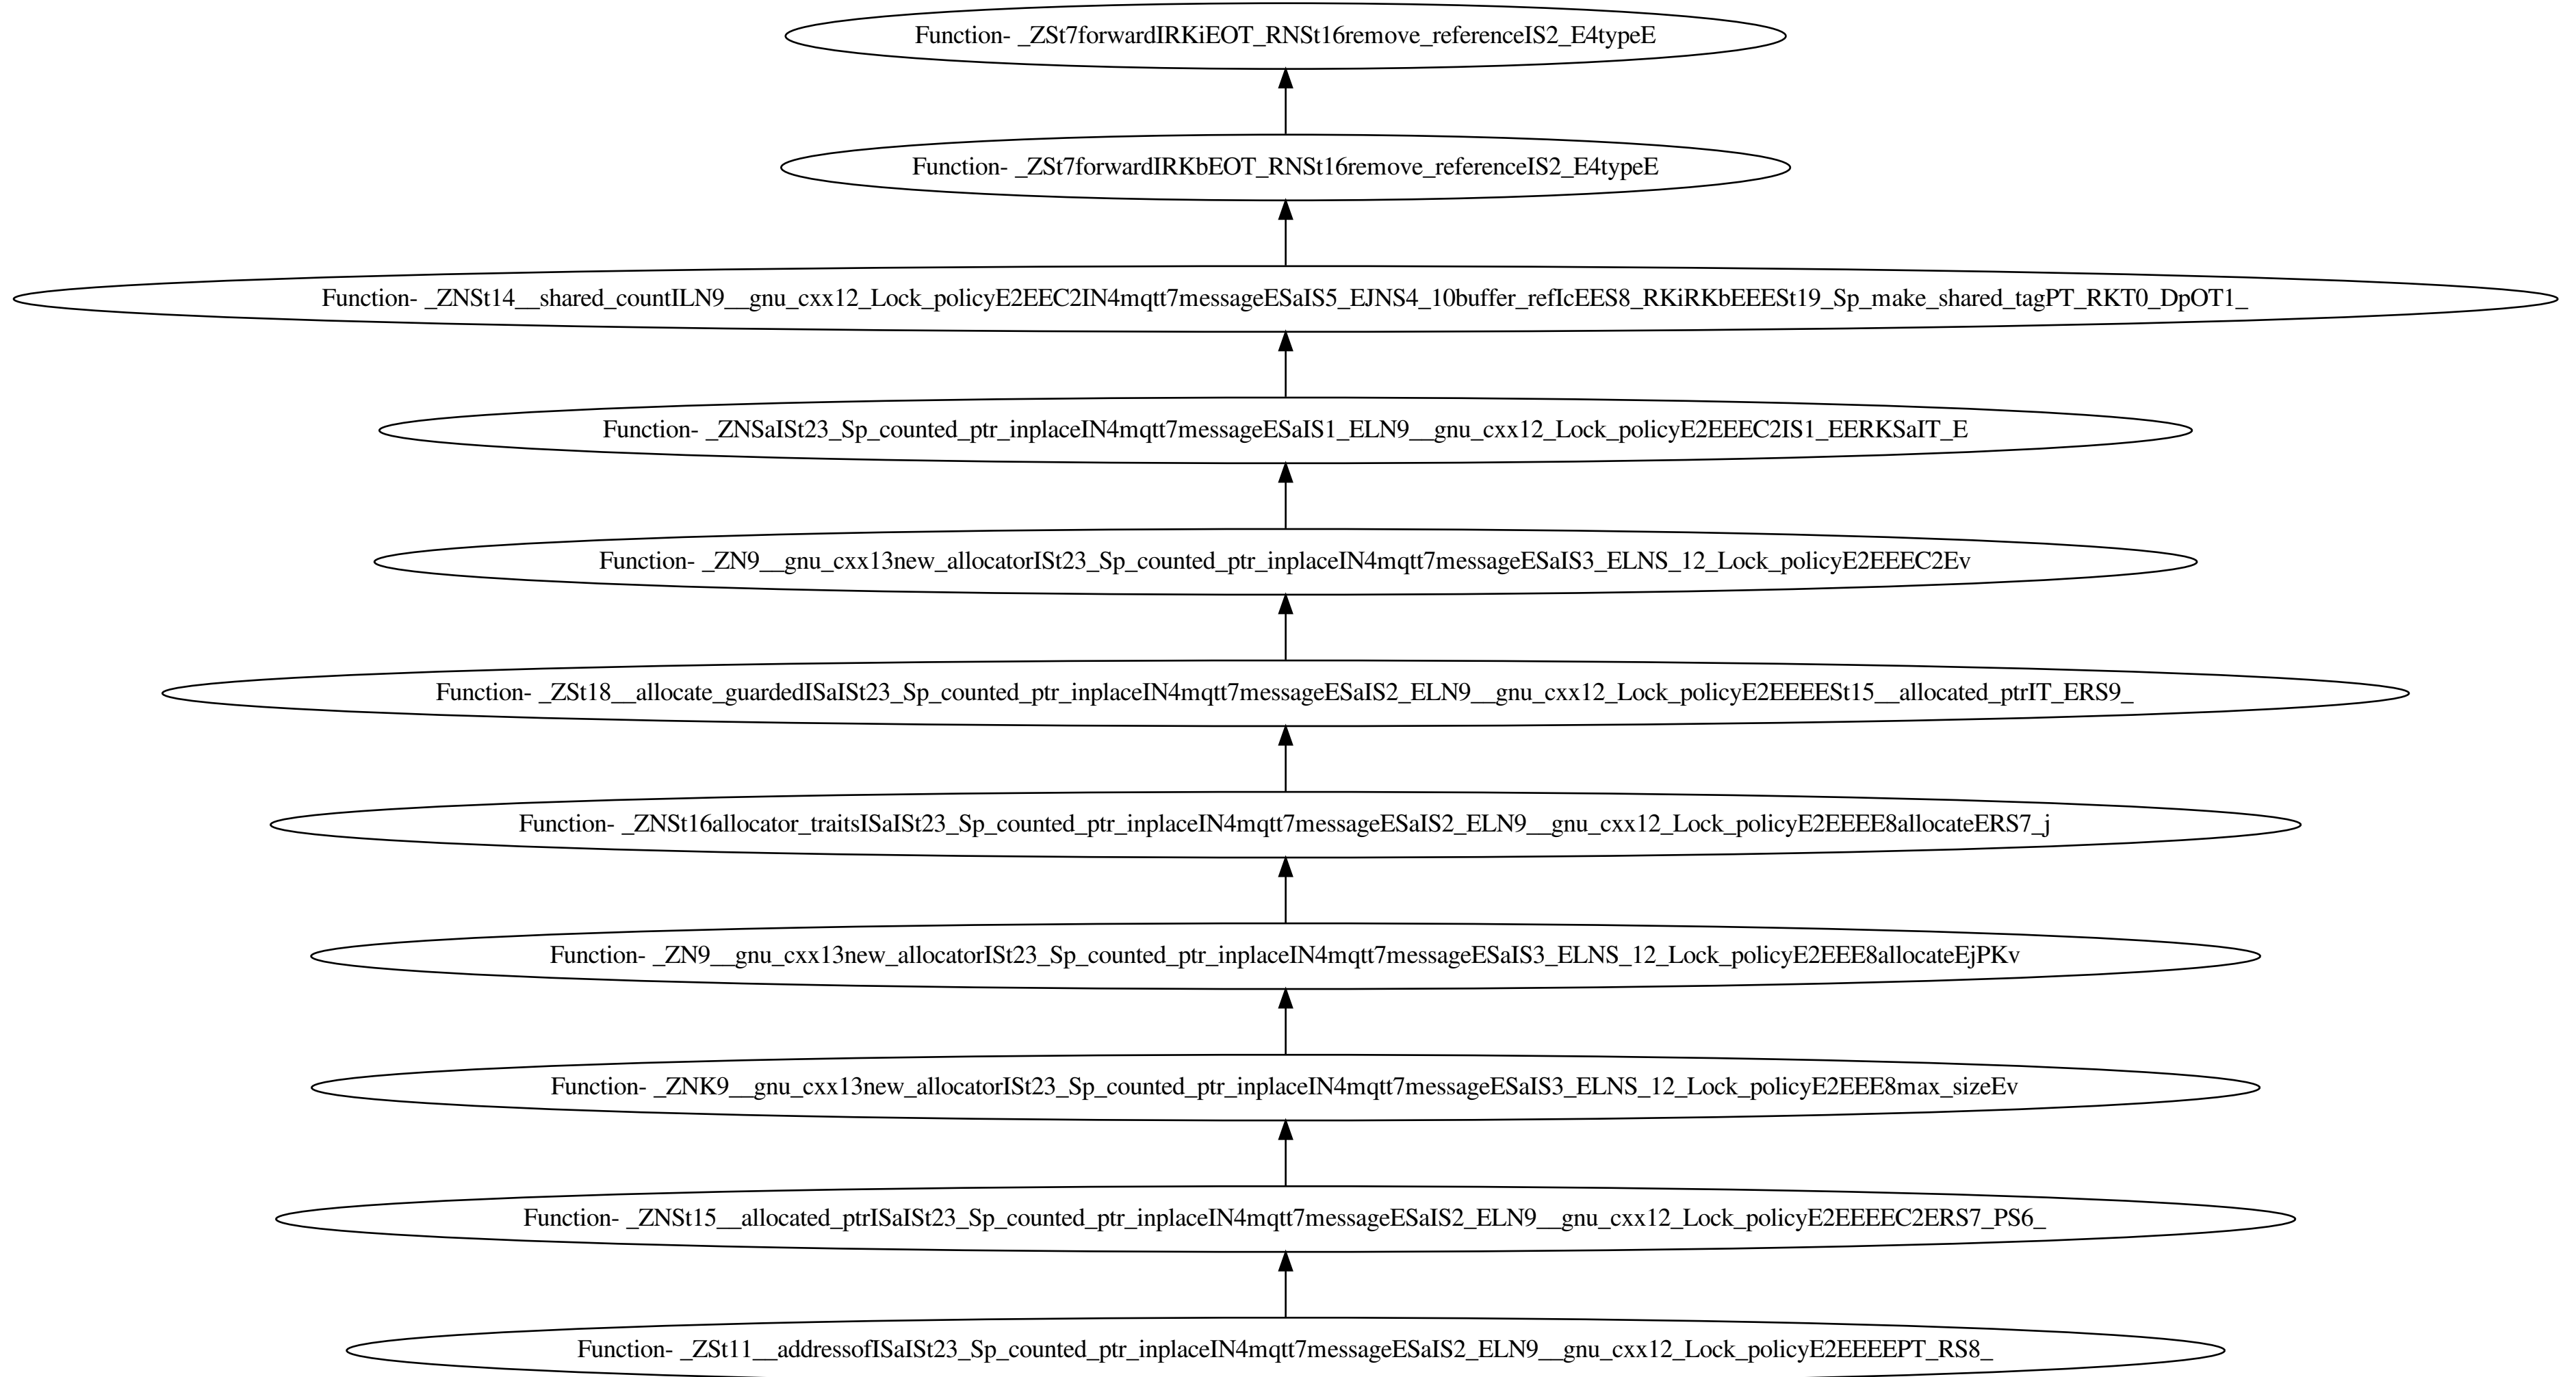 Function- _ZSt7forwardIRKiEOT_RNSt16remove_referenceIS2_E4typeE
Function- _ZSt7forwardIRKbEOT_RNSt16remove_referenceIS2_E4typeE
Function- _ZNSt14__shared_countILN9__gnu_cxx12_Lock_policyE2EEC2IN4mqtt7messageESaIS5_EJNS4_10buffer_refIcEES8_RKiRKbEEESt19_Sp_make_shared_tagPT_RKT0_DpOT1_
Function- _ZNSaISt23_Sp_counted_ptr_inplaceIN4mqtt7messageESaIS1_ELN9__gnu_cxx12_Lock_policyE2EEEC2IS1_EERKSaIT_E
Function- _ZN9__gnu_cxx13new_allocatorISt23_Sp_counted_ptr_inplaceIN4mqtt7messageESaIS3_ELNS_12_Lock_policyE2EEEC2Ev
Function- _ZSt18__allocate_guardedISaISt23_Sp_counted_ptr_inplaceIN4mqtt7messageESaIS2_ELN9__gnu_cxx12_Lock_policyE2EEEESt15__allocated_ptrIT_ERS9_
Function- _ZNSt16allocator_traitsISaISt23_Sp_counted_ptr_inplaceIN4mqtt7messageESaIS2_ELN9__gnu_cxx12_Lock_policyE2EEEE8allocateERS7_j
Function- _ZN9__gnu_cxx13new_allocatorISt23_Sp_counted_ptr_inplaceIN4mqtt7messageESaIS3_ELNS_12_Lock_policyE2EEE8allocateEjPKv
Function- _ZNK9__gnu_cxx13new_allocatorISt23_Sp_counted_ptr_inplaceIN4mqtt7messageESaIS3_ELNS_12_Lock_policyE2EEE8max_sizeEv
Function- _ZNSt15__allocated_ptrISaISt23_Sp_counted_ptr_inplaceIN4mqtt7messageESaIS2_ELN9__gnu_cxx12_Lock_policyE2EEEEC2ERS7_PS6_
Function- _ZSt11__addressofISaISt23_Sp_counted_ptr_inplaceIN4mqtt7messageESaIS2_ELN9__gnu_cxx12_Lock_policyE2EEEEPT_RS8_